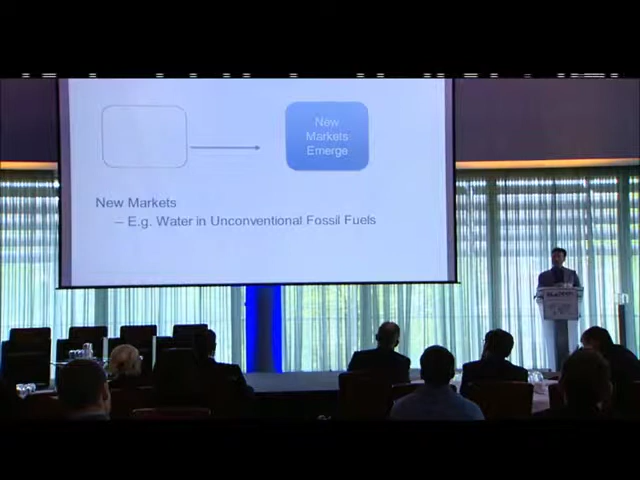 New
Markets
Emerge
New Markets
– E.g. Water in Unconventional Fossil Fuels